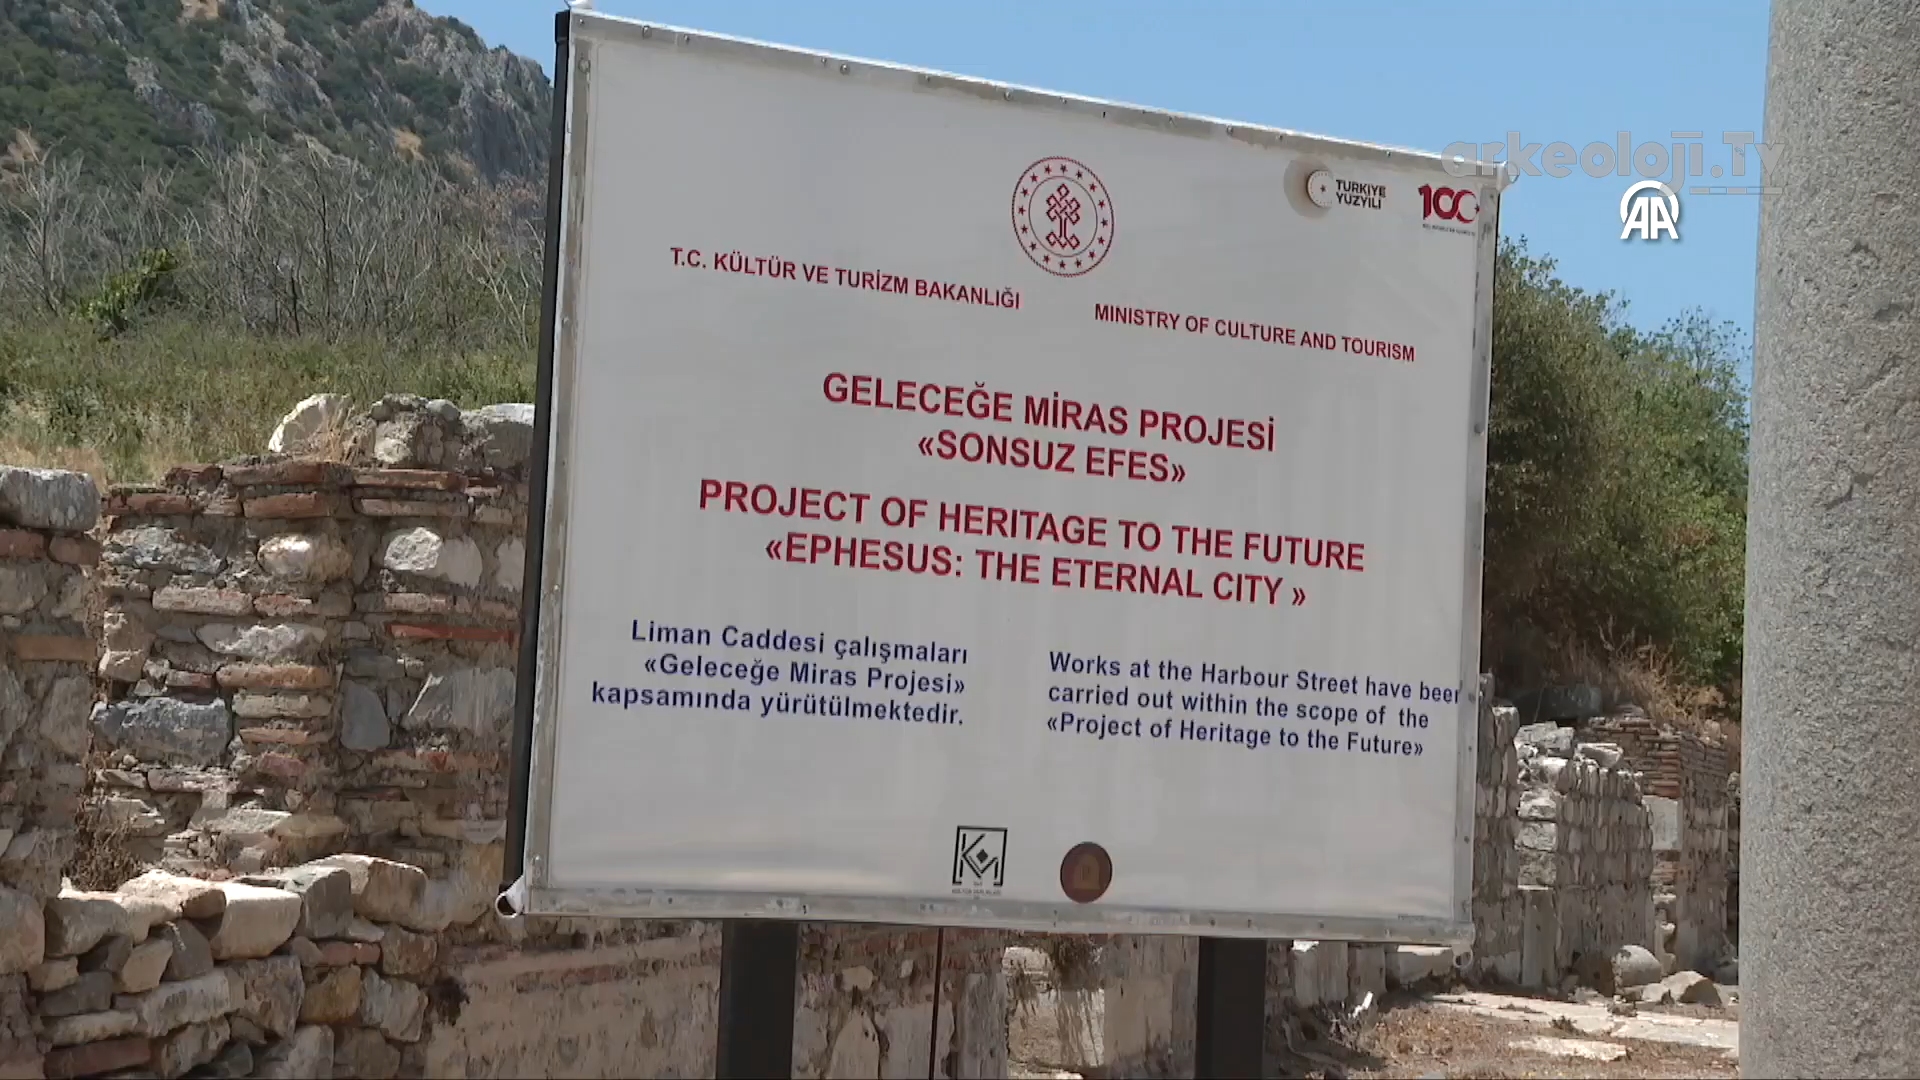 arkeoloji.Tv
AA
TÜRKİYE
YÜZYILI
100
T.C. KÜLTÜR VE TURİZM BAKANLIĞI
MINISTRY OF CULTURE AND TOURISM
GELECEĞE MİRAS PROJESİ
«SONSUZ EFES»
PROJECT OF HERITAGE TO THE FUTURE
«EPHESUS: THE ETERNAL CITY »
Liman Caddesi çalışmaları
«Geleceğe Miras Projesi»
kapsamında yürütülmektedir.
Works at the Harbour Street have been
carried out within the scope of the
«Project of Heritage to the Future»